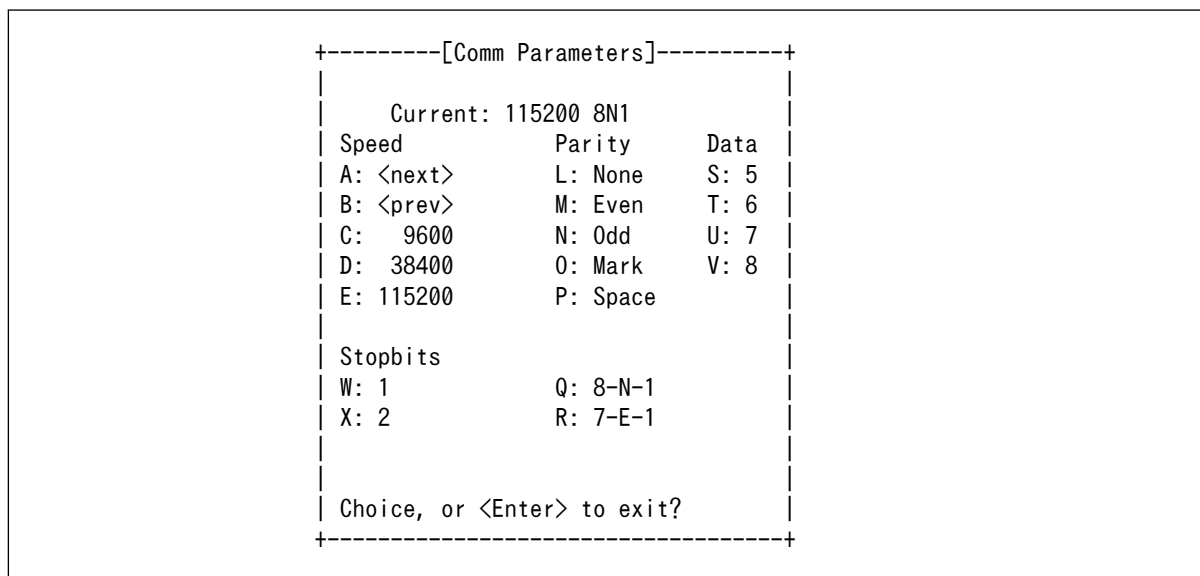 +---------[Comm Parameters]----------+
|                                    |
|     Current: 115200 8N1            |
| Speed            Parity      Data  |
| A: <next>        L: None     S: 5  |
| B: <prev>        M: Even     T: 6  |
| C:   9600        N: Odd      U: 7  |
| D:  38400        O: Mark     V: 8  |
| E: 115200        P: Space          |
|                                    |
| Stopbits                           |
| W: 1             Q: 8-N-1          |
| X: 2             R: 7-E-1          |
|                                    |
|                                    |
| Choice, or <Enter> to exit?        |
+------------------------------------+